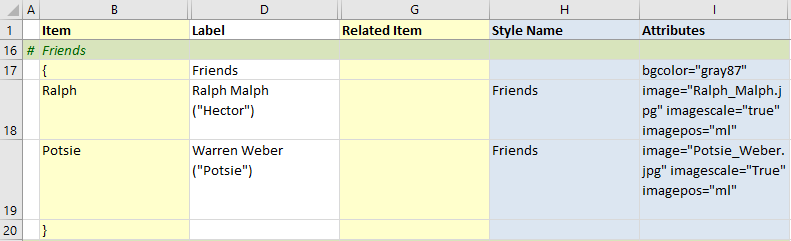 A B D G H I
1 Item Label Related Item Style Name Attributes
16 # Friends
17 { Friends bgcolor="gray87"
Ralph Ralph Malph Friends image="Ralph_Malph.j
("Hector") pg" imagescale="true"
18 imagepos="ml"
Potsie Warren Weber Friends image="Potsie_Weber.
("Potsie") jpg" imagescale="True"
imagepos="ml"
19
20 }